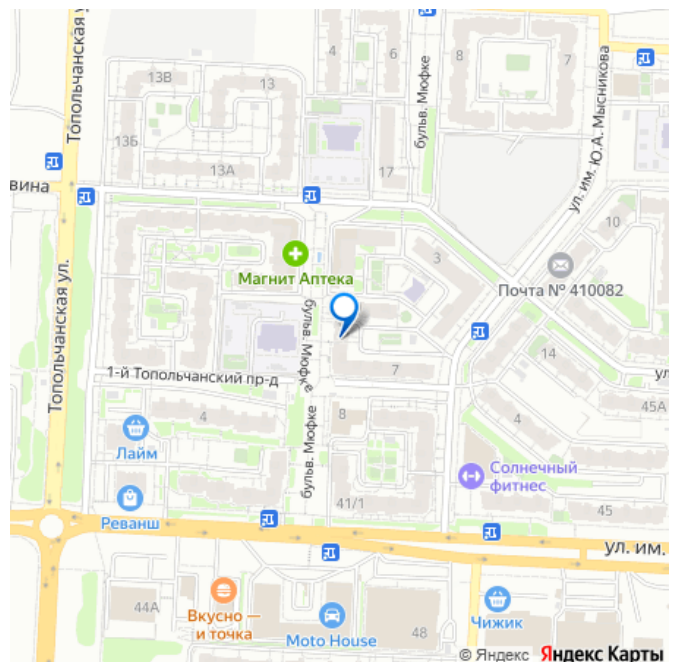 Топольчанская у
бульв. Мюфке
4
6
8
7
13В
13
13Б
13А
17
ул. им. Ю.А. Мысникова
вина
10
3
Магнит Аптека
Почта № 410082
Топольчанская ул.
бульв. Мюфке
1-й Топольчанский пр-д
7
14
ул
45А
4
8
4
Лайм
бульв. Мюфке
Солнечный
фитнес
41/1
45
Реванш
ул. им.
44А
Вкусно —
и точка
Moto House
48
Чижик
© Яндекс Яндекс Карты